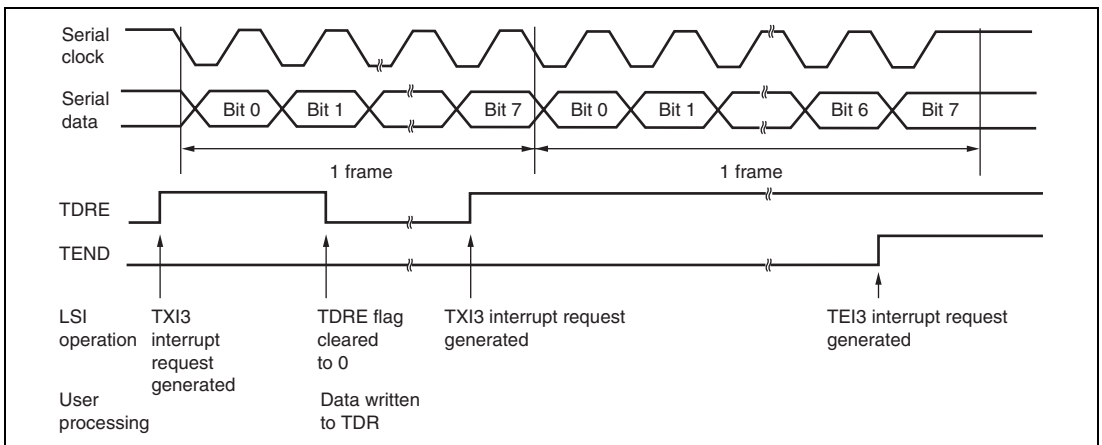 Serial
clock
Serial
data
Bit 0 Bit 1 Bit 7 Bit 0 Bit 1 Bit 6 Bit 7
1 frame 1 frame
TDRE
TEND
LSI
operation
TXI3
interrupt
request
generated
TDRE flag
cleared
to 0
TXI3 interrupt request
generated
TEI3 interrupt request
generated
User
processing
Data written
to TDR